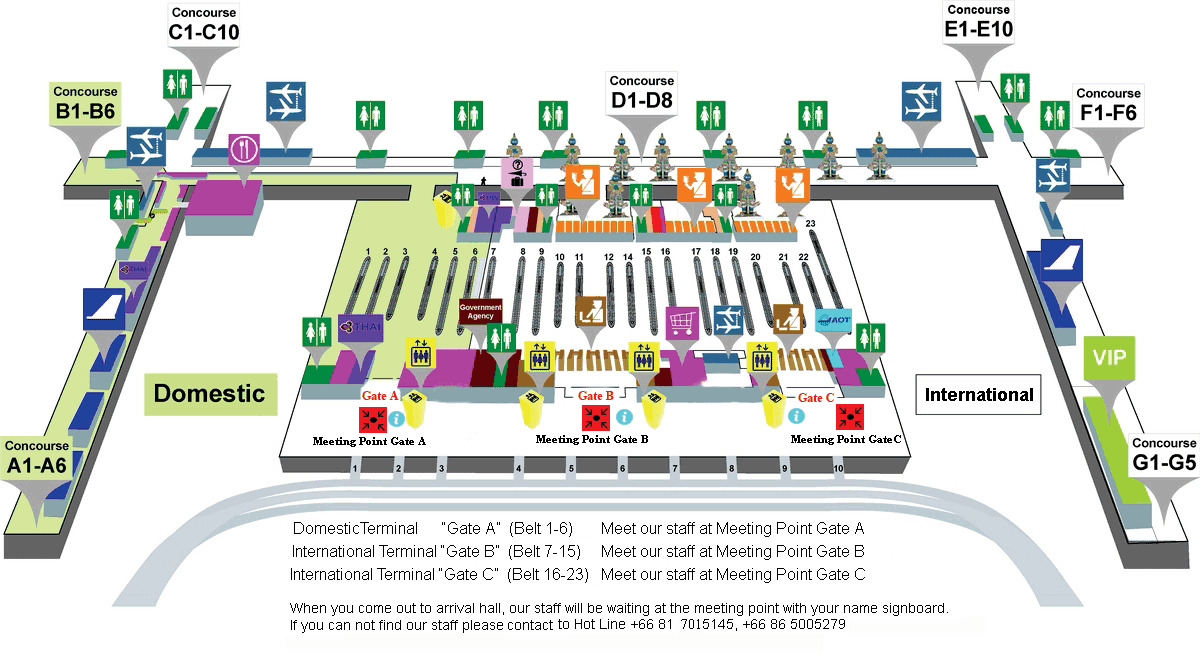 Concourse
C1-C10
Concourse
E1-E10
Concourse
B1-B6
Concourse
D1-D8
Concourse
F1-F6
23
1 2 3 4 5 6 7 8 9 10 11 12 14 15 16 17 18 19 20 21 22
THAI
Government
Agency
THAI
AOT
VIP
Domestic
International
Gate A
Gate B
Gate C
i
i
i
Meeting Point Gate A
Meeting Point Gate B
Meeting Point GateC
Concourse
A1-A6
Concourse
G1-G5
1 2 3 4 5 6 7 8 9 10
DomesticTerminal "Gate A" (Belt 1-6) Meet our staff at Meeting Point Gate A
International Terminal "Gate B" (Belt 7-15) Meet our staff at Meeting Point Gate B
International Terminal "Gate C" (Belt 16-23) Meet our staff at Meeting Point Gate C
When you come out to arrival hall, our staff will be waiting at the meeting point with your name signboard.
If you can not find our staff please contact to Hot Line +66 81 7015145, +66 86 5005279